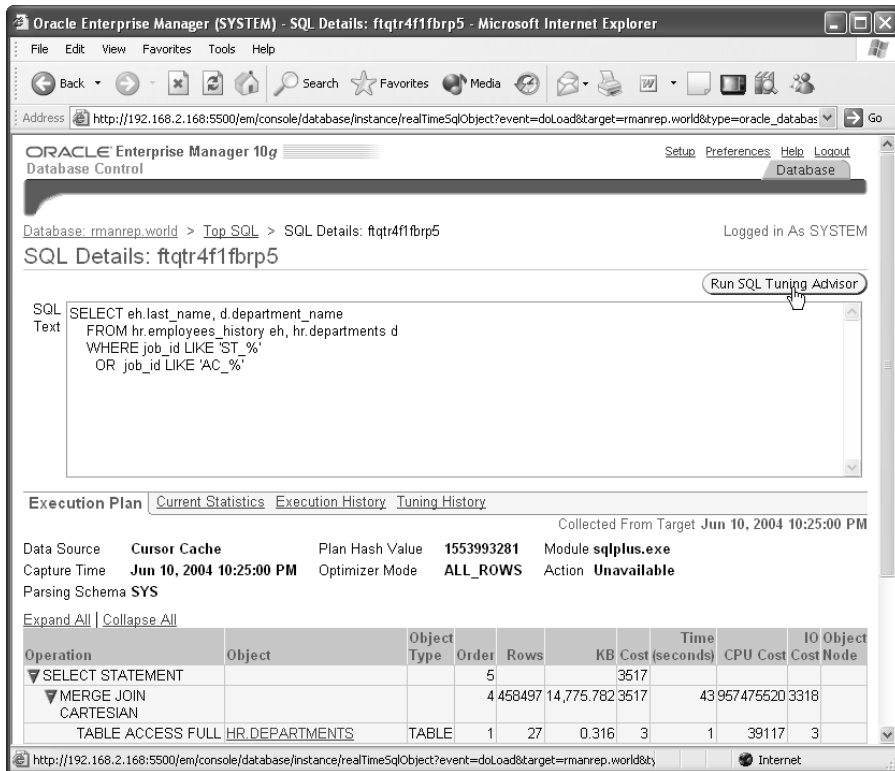 Oracle Enterprise Manager (SYSTEM) - SQL Details: ftqtr4f1fbrp5 - Microsoft Internet Explorer
File Edit View Favorites Tools Help
Back Search Favorites Media
Address http://192.168.2.168:5500/em/console/database/instance/realTimeSqlObject?event=doLoad&target=rmanrep.world&type=oracle_databas Go
ORACLE Enterprise Manager 10g
Setup Preferences Help Logout
Database Control
Database
Database: rmanrep.world > Top SQL > SQL Details: ftqtr4f1fbrp5
Logged in As SYSTEM
SQL Details: ftqtr4f1fbrp5
Run SQL Tuning Advisor
SQL Text
SELECT eh.last_name, d.department_name
FROM hr.employees_history eh, hr.departments d
WHERE job_id LIKE 'ST_%'
OR job_id LIKE 'AC_%'
Execution Plan Current Statistics Execution History Tuning History
Collected From Target Jun 10, 2004 10:25:00 PM
Data Source Cursor Cache Plan Hash Value 1553993281 Module sqlplus.exe
Capture Time Jun 10, 2004 10:25:00 PM Optimizer Mode ALL_ROWS Action Unavailable
Parsing Schema SYS
Expand All | Collapse All
Operation Object Object Type Order Rows KB Cost Time (seconds) CPU Cost IO Cost Object Node
SELECT STATEMENT 5 3517
MERGE JOIN CARTESIAN 4 458497 14,775.782 3517 43 957475520 3318
TABLE ACCESS FULL HR.DEPARTMENTS TABLE 1 27 0.316 3 1 39117 3
http://192.168.2.168:5500/em/console/database/instance/realTimeSqlObject?event=doLoad&target=rmanrep.world&ty Internet